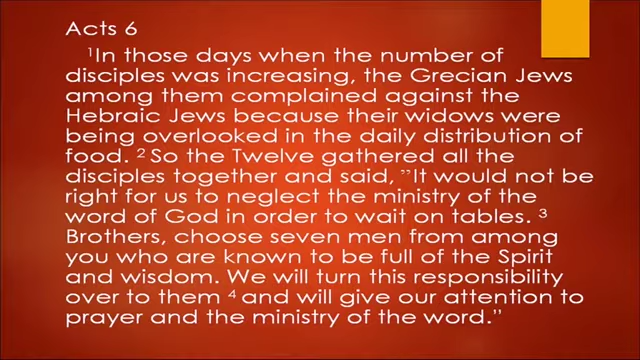 Acts 6
¹In those days when the number of
disciples was increasing, the Grecian Jews
among them complained against the
Hebraic Jews because their widows were
being overlooked in the daily distribution of
food. ² So the Twelve gathered all the
disciples together and said, ”It would not be
right for us to neglect the ministry of the
word of God in order to wait on tables. ³
Brothers, choose seven men from among
you who are known to be full of the Spirit
and wisdom. We will turn this responsibility
over to them ⁴ and will give our attention to
prayer and the ministry of the word.”